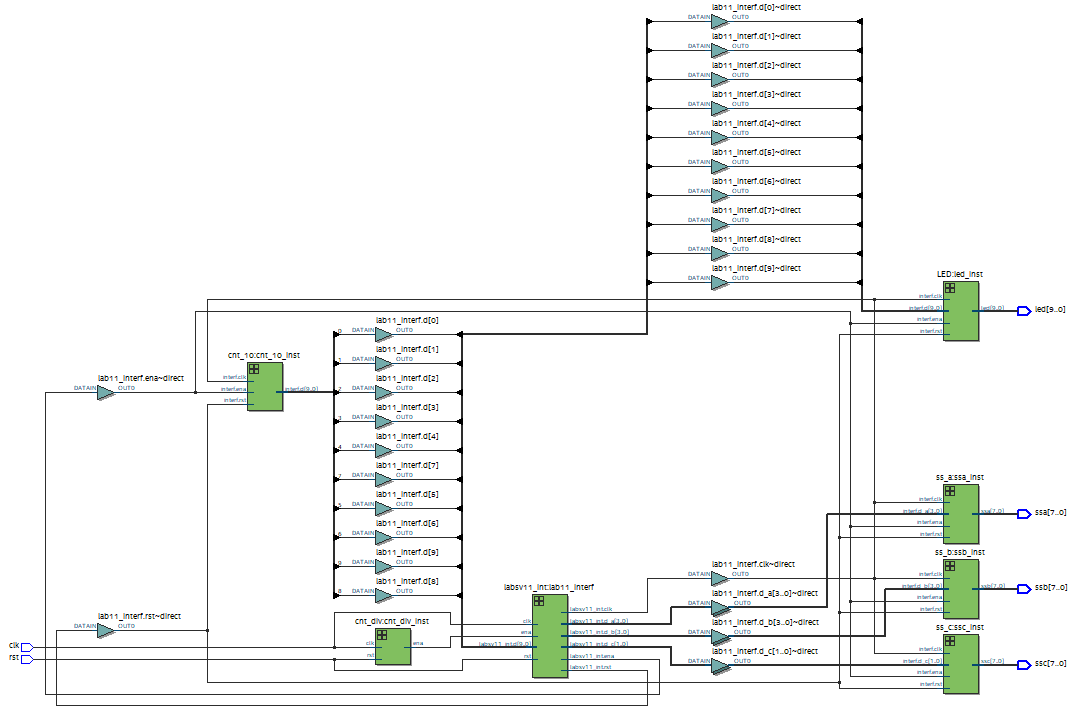 lab11_interf.d[0]~direct
DATAIN OUT0
lab11_interf.d[1]~direct
DATAIN OUT0
lab11_interf.d[2]~direct
DATAIN OUT0
lab11_interf.d[3]~direct
DATAIN OUT0
lab11_interf.d[4]~direct
DATAIN OUT0
lab11_interf.d[5]~direct
DATAIN OUT0
lab11_interf.d[6]~direct
DATAIN OUT0
lab11_interf.d[7]~direct
DATAIN OUT0
lab11_interf.d[8]~direct
DATAIN OUT0
lab11_interf.d[9]~direct
DATAIN OUT0
LED:led_inst
interf.clk
interf.d[9,0]
interf.ena
interf.rst
led[9,0]
led[9..0]
lab11_interf.ena~direct
DATAIN OUT0
cnt_10:cnt_10_inst
interf.clk
interf.ena
interf.rst
interf.d[9,0]
lab11_interf.d[0]
0 DATAIN OUT0
lab11_interf.d[1]
1 DATAIN OUT0
lab11_interf.d[2]
2 DATAIN OUT0
lab11_interf.d[3]
3 DATAIN OUT0
lab11_interf.d[4]
4 DATAIN OUT0
lab11_interf.d[7]
7 DATAIN OUT0
lab11_interf.d[5]
5 DATAIN OUT0
lab11_interf.d[6]
6 DATAIN OUT0
lab11_interf.d[9]
9 DATAIN OUT0
lab11_interf.d[8]
8 DATAIN OUT0
ss_a:ssa_inst
interf.clk
interf.d_a[3,0]
interf.ena
interf.rst
ssa[7,0]
ssa[7..0]
lab11_interf.rst~direct
DATAIN OUT0
clk
rst
cnt_div:cnt_div_inst
clk
rst
ena
labsv11_int:lab11_interf
clk
ena
labsv11_int.d[9,0]
rst
labsv11_int.clk
labsv11_int.d_a[3,0]
labsv11_int.d_b[3,0]
labsv11_int.d_c[1,0]
labsv11_int.ena
labsv11_int.rst
lab11_interf.clk~direct
DATAIN OUT0
lab11_interf.d_a[3..0]~direct
DATAIN OUT0
lab11_interf.d_b[3..0]~direct
DATAIN OUT0
lab11_interf.d_c[1..0]~direct
DATAIN OUT0
ss_b:ssb_inst
interf.clk
interf.d_b[3,0]
interf.ena
interf.rst
ssb[7,0]
ssb[7..0]
ss_c:ssc_inst
interf.clk
interf.d_c[1,0]
interf.ena
interf.rst
ssc[7,0]
ssc[7..0]